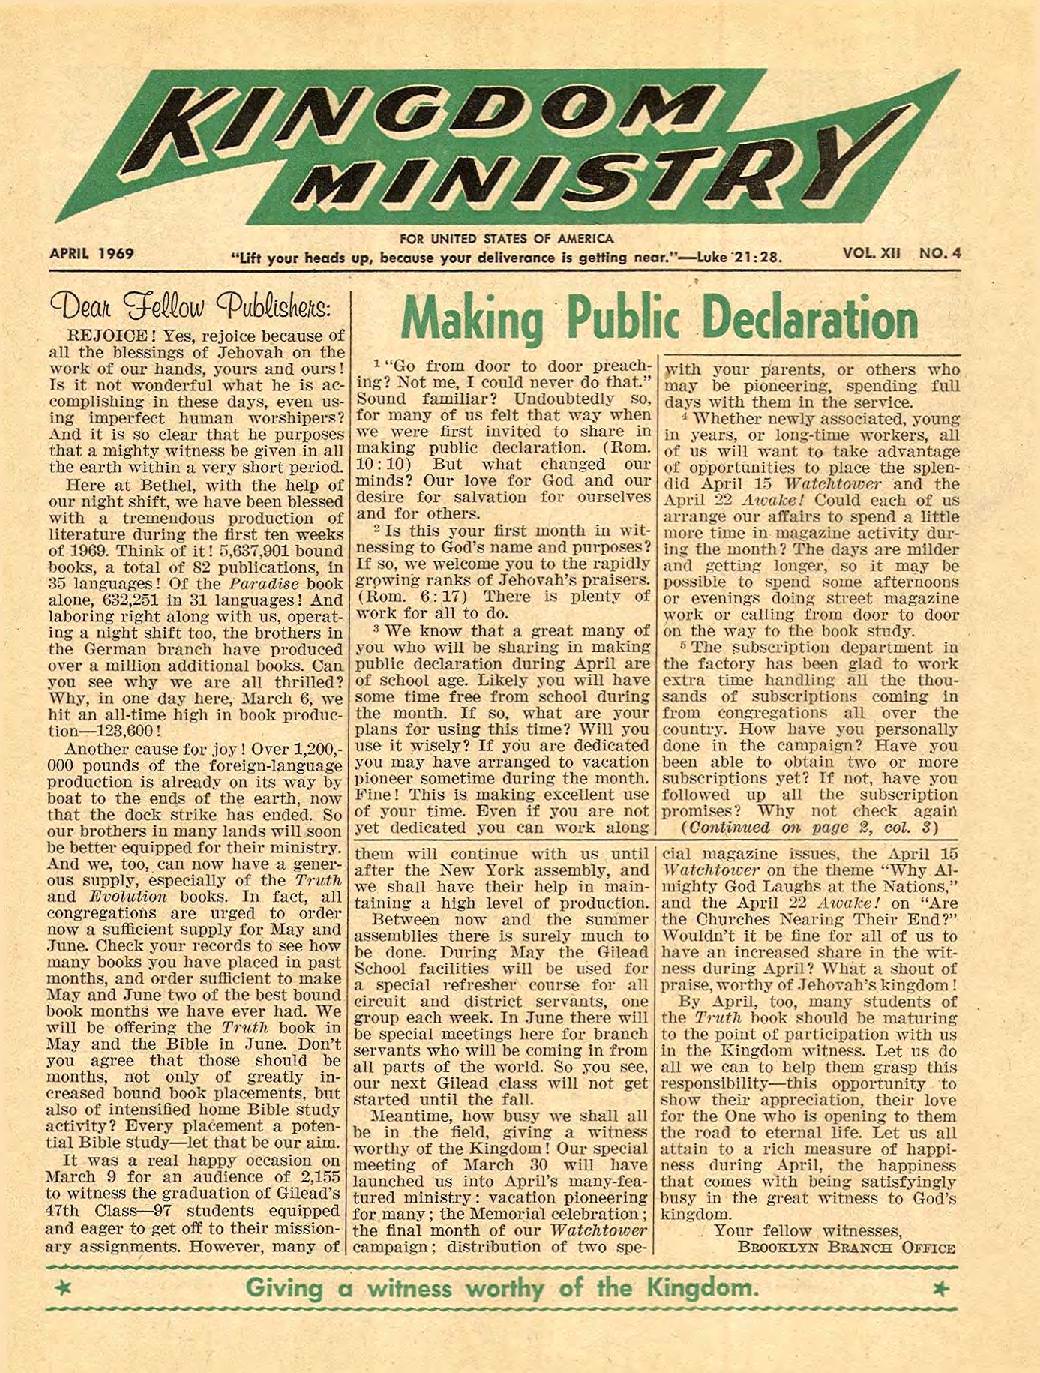 KINGDOM
MINISTRY
FOR UNITED STATES OF AMERICA
APRIL 1969
"Lift your heads up, because your deliverance is getting near."—Luke 21:28.
VOL. XII NO. 4
Dear Fellow Publishers:
REJOICE! Yes, rejoice because of
all the blessings of Jehovah on the
work of our hands, yours and ours!
Is it not wonderful what he is ac-
complishing in these days, even us-
ing imperfect human worshipers?
And it is so clear that he purposes
that a mighty witness be given in all
the earth within a very short period.
Here at Bethel, with the help of
our night shift, we have been blessed
with a tremendous production of
literature during the first ten weeks
of 1969. Think of it! 5,637,901 bound
books, a total of 82 publications, in
35 languages! Of the Paradise book
alone, 632,251 in 31 languages! And
laboring right along with us, operat-
ing a night shift too, the brothers in
the German branch have produced
over a million additional books. Can
you see why we are all thrilled?
Why, in one day here, March 6, we
hit an all-time high in book produc-
tion—123,600!
Another cause for joy! Over 1,200,-
000 pounds of the foreign-language
production is already on its way by
boat to the ends of the earth, now
that the dock strike has ended. So
our brothers in many lands will soon
be better equipped for their ministry.
And we, too, can now have a gener-
ous supply, especially of the Truth
and Evolution books. In fact, all
congregations are urged to order
now a sufficient supply for May and
June. Check your records to see how
many books you have placed in past
months, and order sufficient to make
May and June two of the best bound
book months we have ever had. We
will be offering the Truth book in
May and the Bible in June. Don't
you agree that those should be
months, not only of greatly in-
creased bound book placements, but
also of intensified home Bible study
activity? Every placement a poten-
tial Bible study—let that be our aim.
It was a real happy occasion on
March 9 for an audience of 2,155
to witness the graduation of Gilead's
47th Class—97 students equipped
and eager to get off to their mission-
ary assignments. However, many of
them will continue with us until
after the New York assembly, and
we shall have their help in main-
taining a high level of production.
Between now and the summer
assemblies there is surely much to
be done. During May the Gilead
School facilities will be used for
a special refresher course for all
circuit and district servants, one
group each week. In June there will
be special meetings here for branch
servants who will be coming in from
all parts of the world. So you see,
our next Gilead class will not get
started until the fall.
Meantime, how busy we shall all
be in the field, giving a witness
worthy of the Kingdom! Our special
meeting of March 30 will have
launched us into April's many-fea-
tured ministry: vacation pioneering
for many; the Memorial celebration;
the final month of our Watchtower
campaign; distribution of two spe-
cial magazine issues, the April 15
Watchtower on the theme "Why Al-
mighty God Laughs at the Nations,"
and the April 22 Awake! on "Are
the Churches Nearing Their End?"
Wouldn't it be fine for all of us to
have an increased share in the wit-
ness during April? What a shout of
praise, worthy of Jehovah's kingdom!
By April, too, many students of
the Truth book should be maturing
to the point of participation with us
in the Kingdom witness. Let us do
all we can to help them grasp this
responsibility—this opportunity to
show their appreciation, their love
for the One who is opening to them
the road to eternal life. Let us all
attain to a rich measure of happi-
ness during April, the happiness
that comes with being satisfyingly
busy in the great witness to God's
kingdom.
Your fellow witnesses,
BROOKLYN BRANCH OFFICE
Making Public Declaration
1 "Go from door to door preach-
ing? Not me, I could never do that."
Sound familiar? Undoubtedly so,
for many of us felt that way when
we were first invited to share in
making public declaration. (Rom.
10:10) But what changed our
minds? Our love for God and our
desire for salvation for ourselves
and for others.
2 Is this your first month in wit-
nessing to God's name and purposes?
If so, we welcome you to the rapidly
growing ranks of Jehovah's praisers.
(Rom. 6:17) There is plenty of
work for all to do.
3 We know that a great many of
you who will be sharing in making
public declaration during April are
of school age. Likely you will have
some time free from school during
the month. If so, what are your
plans for using this time? Will you
use it wisely? If you are dedicated
you may have arranged to vacation
pioneer sometime during the month.
Fine! This is making excellent use
of your time. Even if you are not
yet dedicated you can work along
with your parents, or others who
may be pioneering, spending full
days with them in the service.
4 Whether newly associated, young
in years, or long-time workers, all
of us will want to take advantage
of opportunities to place the splen-
did April 15 Watchtower and the
April 22 Awake! Could each of us
arrange our affairs to spend a little
more time in magazine activity dur-
ing the month? The days are milder
and getting longer, so it may be
possible to spend some afternoons
or evenings doing street magazine
work or calling from door to door
on the way to the book study.
5 The subscription department in
the factory has been glad to work
extra time handling all the thou-
sands of subscriptions coming in
from congregations all over the
country. How have you personally
done in the campaign? Have you
been able to obtain two or more
subscriptions yet? If not, have you
followed up all the subscription
promises? Why not check again
(Continued on page 2, col. 3)
★ Giving a witness worthy of the Kingdom. ★